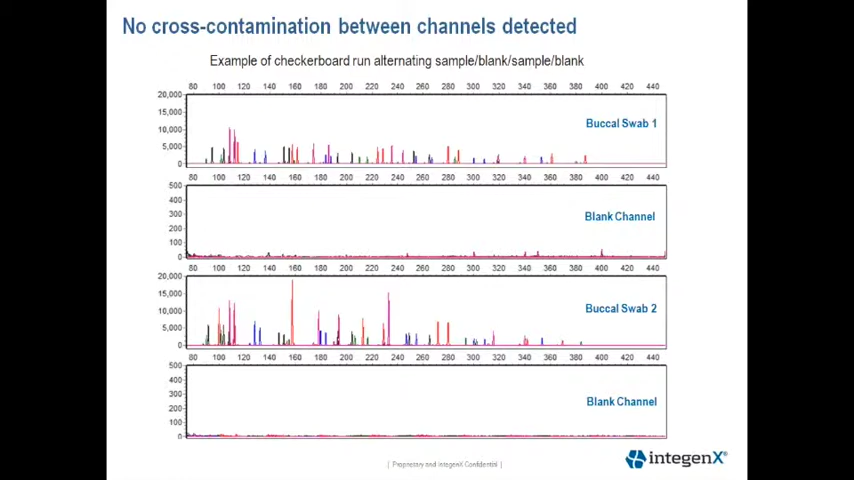 No cross-contamination between channels detected
Example of checkerboard run alternating sample/blank/sample/blank
80 100 120 140 160 180 200 220 240 260 280 300 320 340 360 380 400 420 440
20,000
15,000
10,000
5,000
0
Buccal Swab 1
80 100 120 140 160 180 200 220 240 260 280 300 320 340 360 380 400 420 440
500
400
300
200
100
0
Blank Channel
80 100 120 140 160 180 200 220 240 260 280 300 320 340 360 380 400 420 440
20,000
15,000
10,000
5,000
0
Buccal Swab 2
80 100 120 140 160 180 200 220 240 260 280 300 320 340 360 380 400 420 440
500
400
300
200
100
0
Blank Channel
[ Proprietary and IntegenX Confidential ]
integenX®